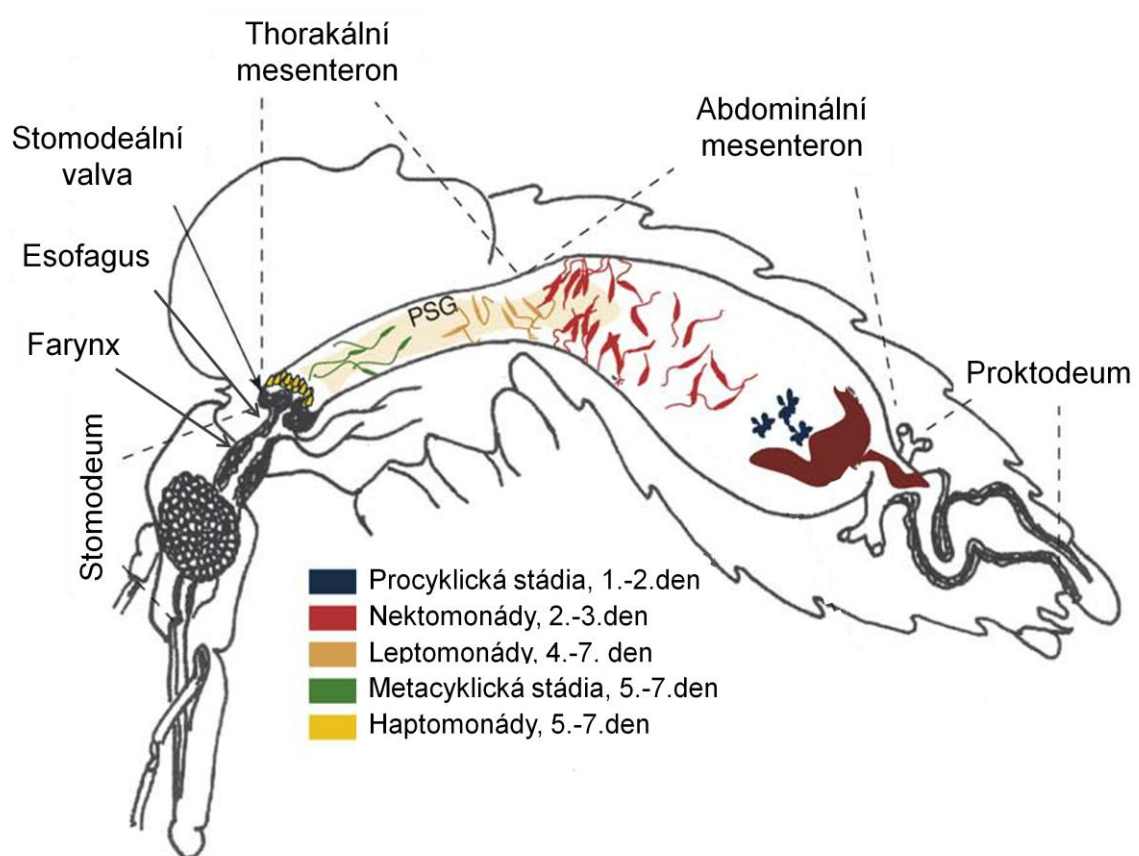 Thorakální
mesenteron
Abdominální
mesenteron
Stomodeální
valva
Esofagus
PSG
Farynx
Proktodeum
Stomodeum
Procyklická stádia, 1.-2.den
Nektomonády, 2.-3.den
Leptomonády, 4.-7. den
Metacyklická stádia, 5.-7.den
Haptomonády, 5.-7.den